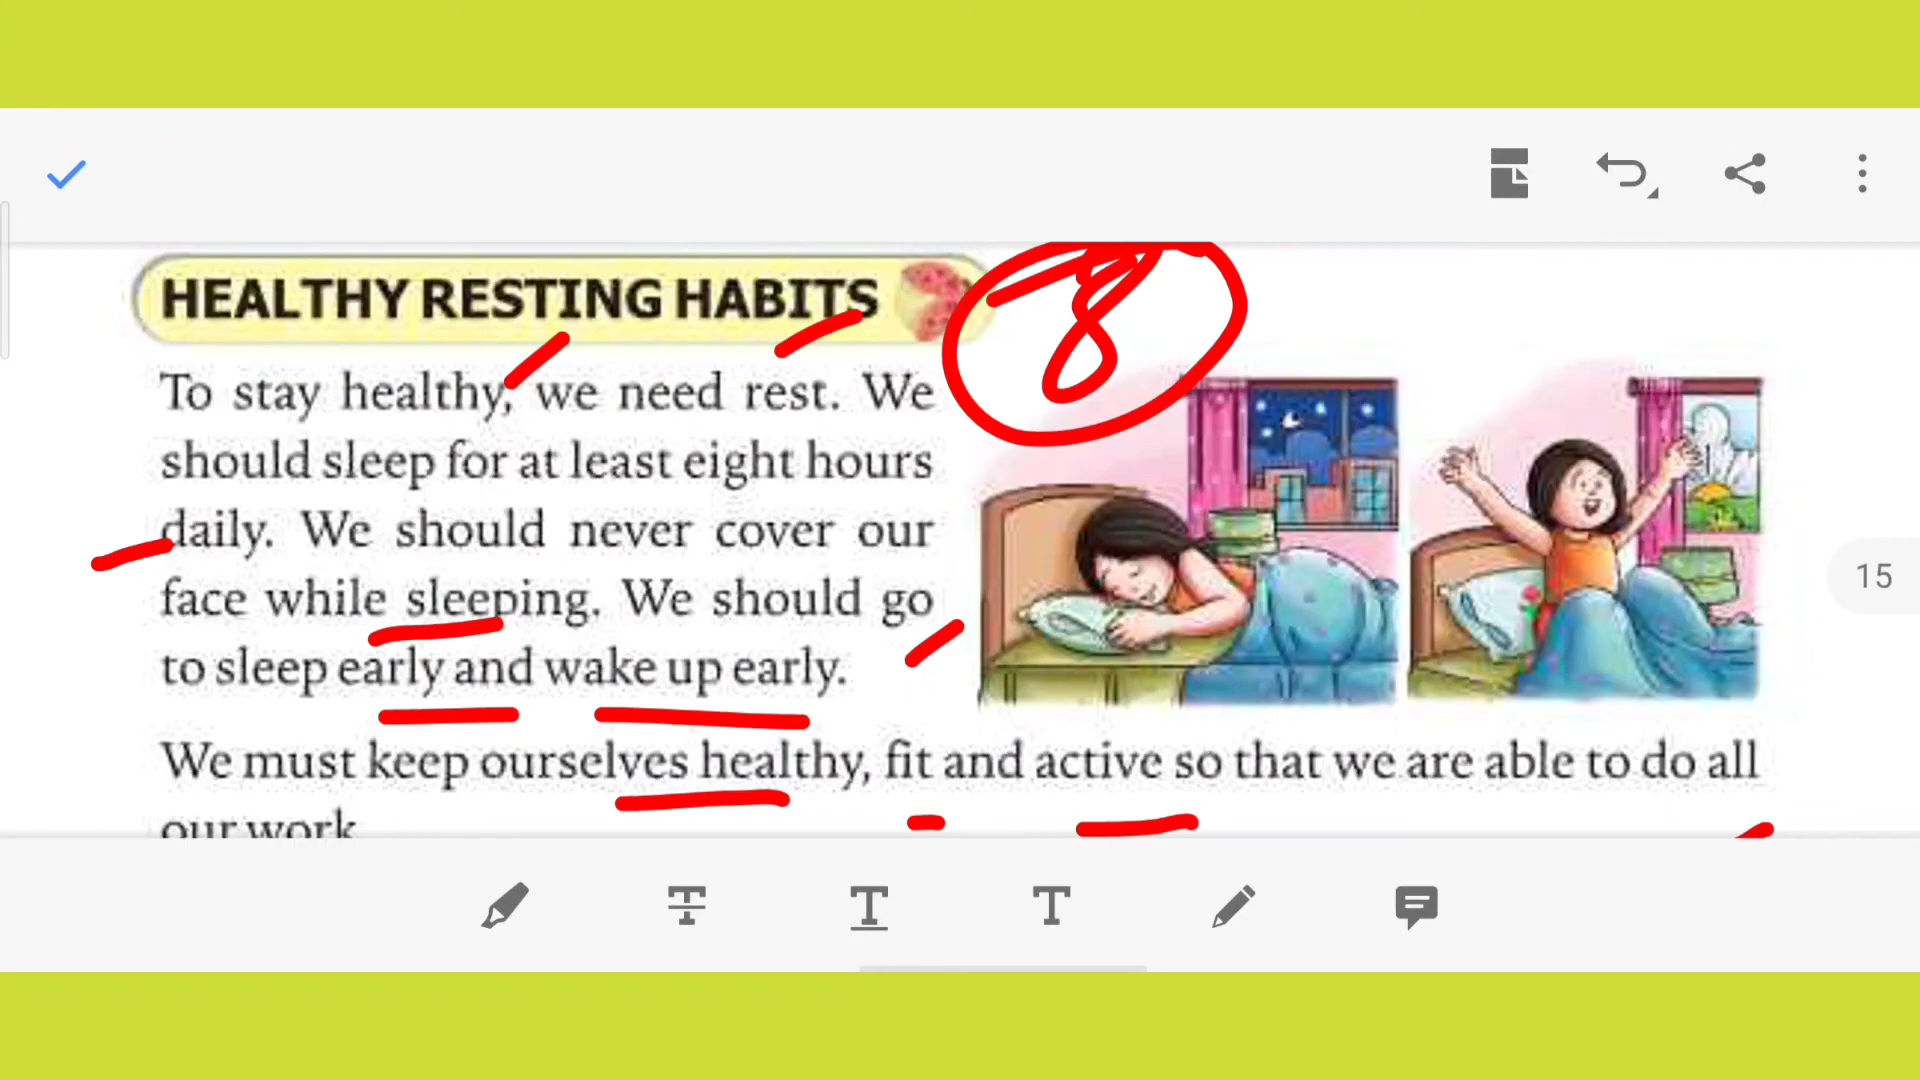 HEALTHY RESTING HABITS
8
To stay healthy, we need rest. We
should sleep for at least eight hours
daily. We should never cover our
face while sleeping. We should go
to sleep early and wake up early.
15
We must keep ourselves healthy, fit and active so that we are able to do all
our work
T T T